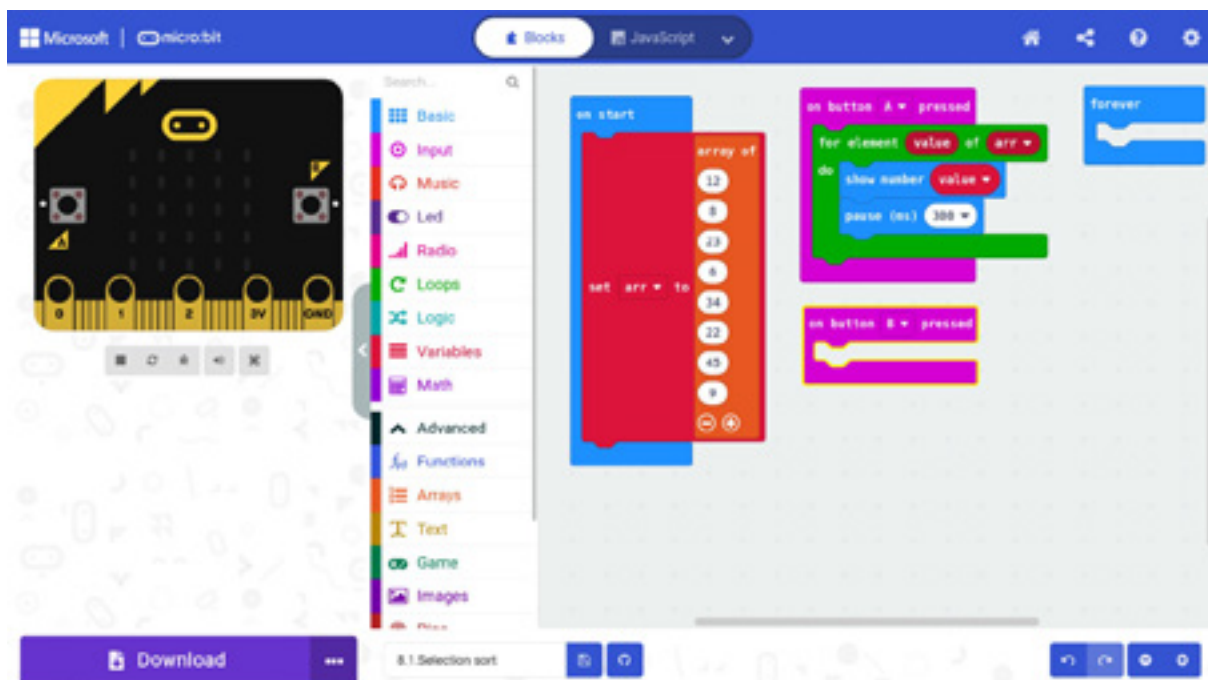 Microsoft | micro:bit
Blocks
JavaScript
0 1 2 3V GND
Search...
Basic
Input
Music
Led
Radio
Loops
Logic
Variables
Math
Advanced
Functions
Arrays
Text
Game
Images
on start
set arr to
array of
12
8
23
6
34
22
45
9
on button A pressed
for element value of arr
do
show number value
pause (ms) 300
on button B pressed
forever
Download
8.1.Selection sort